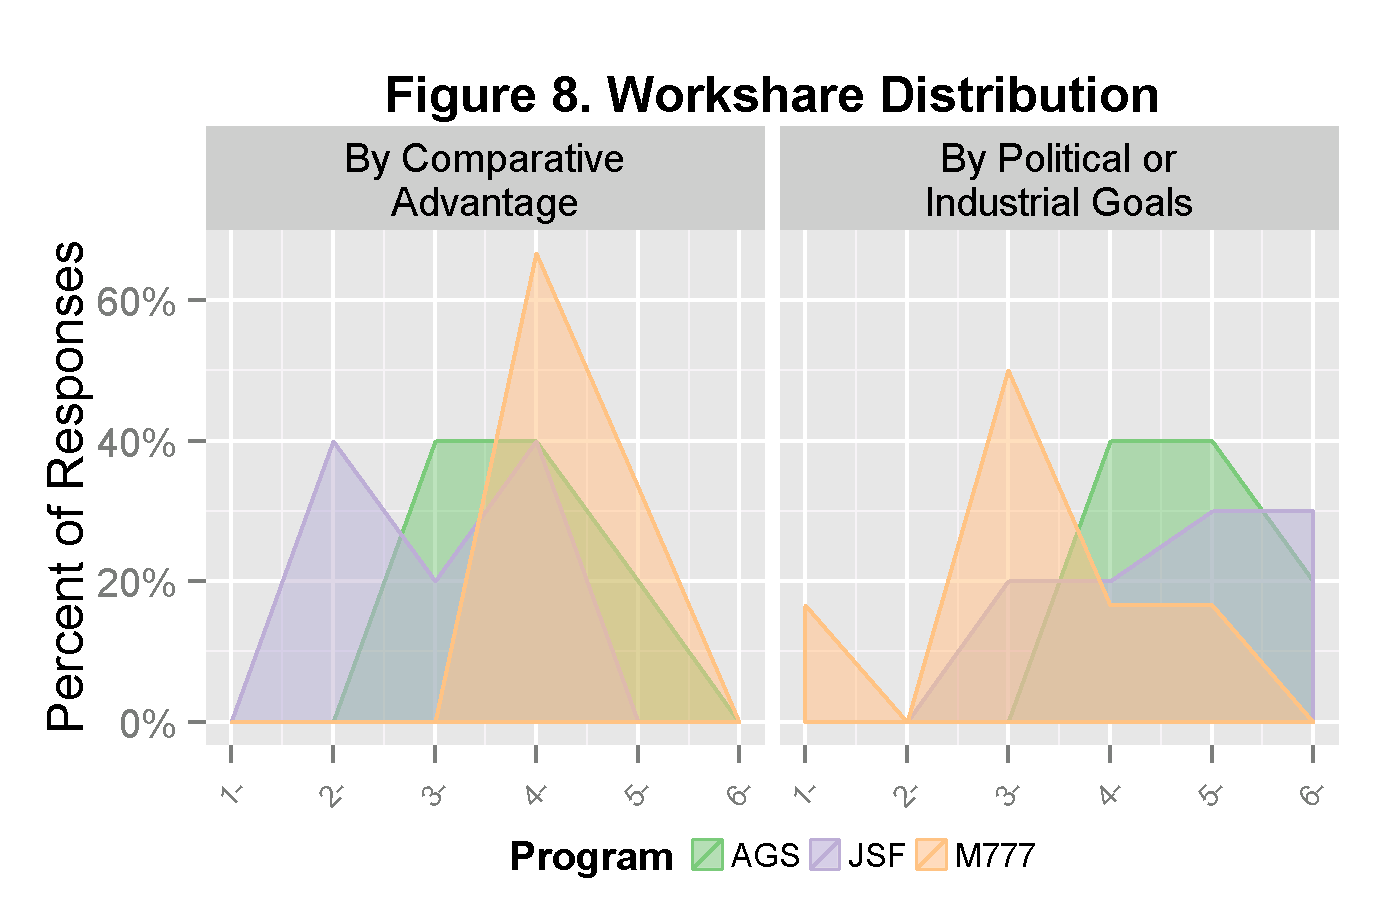 Figure 8. Workshare Distribution
By Comparative
Advantage
By Political or
Industrial Goals
Percent of Responses
60%
40%
20%
0%
1- 2- 3- 4- 5- 6-
1- 2- 3- 4- 5- 6-
Program AGS JSF M777